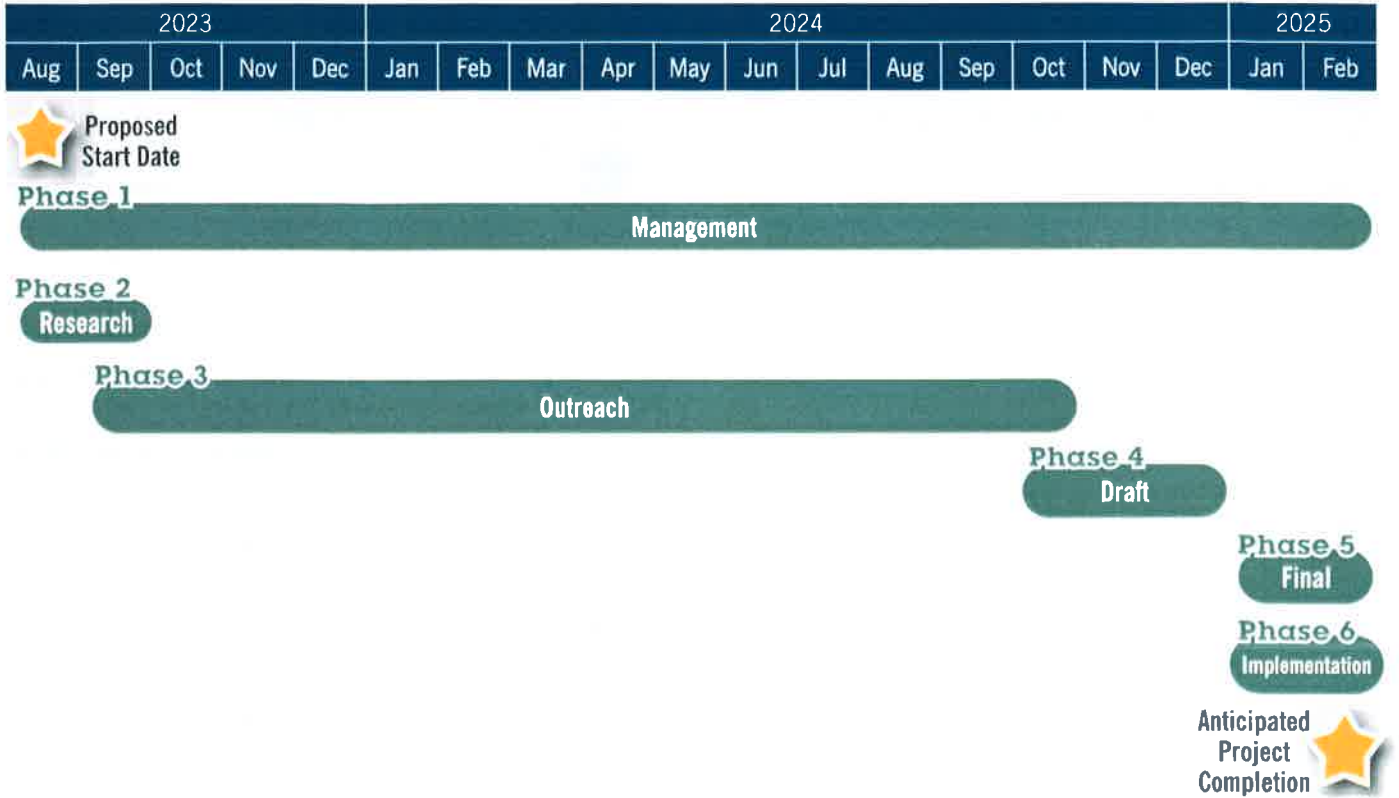 2023 2024 2025
Aug Sep Oct Nov Dec Jan Feb Mar Apr May Jun Jul Aug Sep Oct Nov Dec Jan Feb
Proposed
Start Date
Phase 1
Management
Phase 2
Research
Phase 3
Outreach
Phase 4
Draft
Phase 5
Final
Phase 6
Implementation
Anticipated
Project
Completion